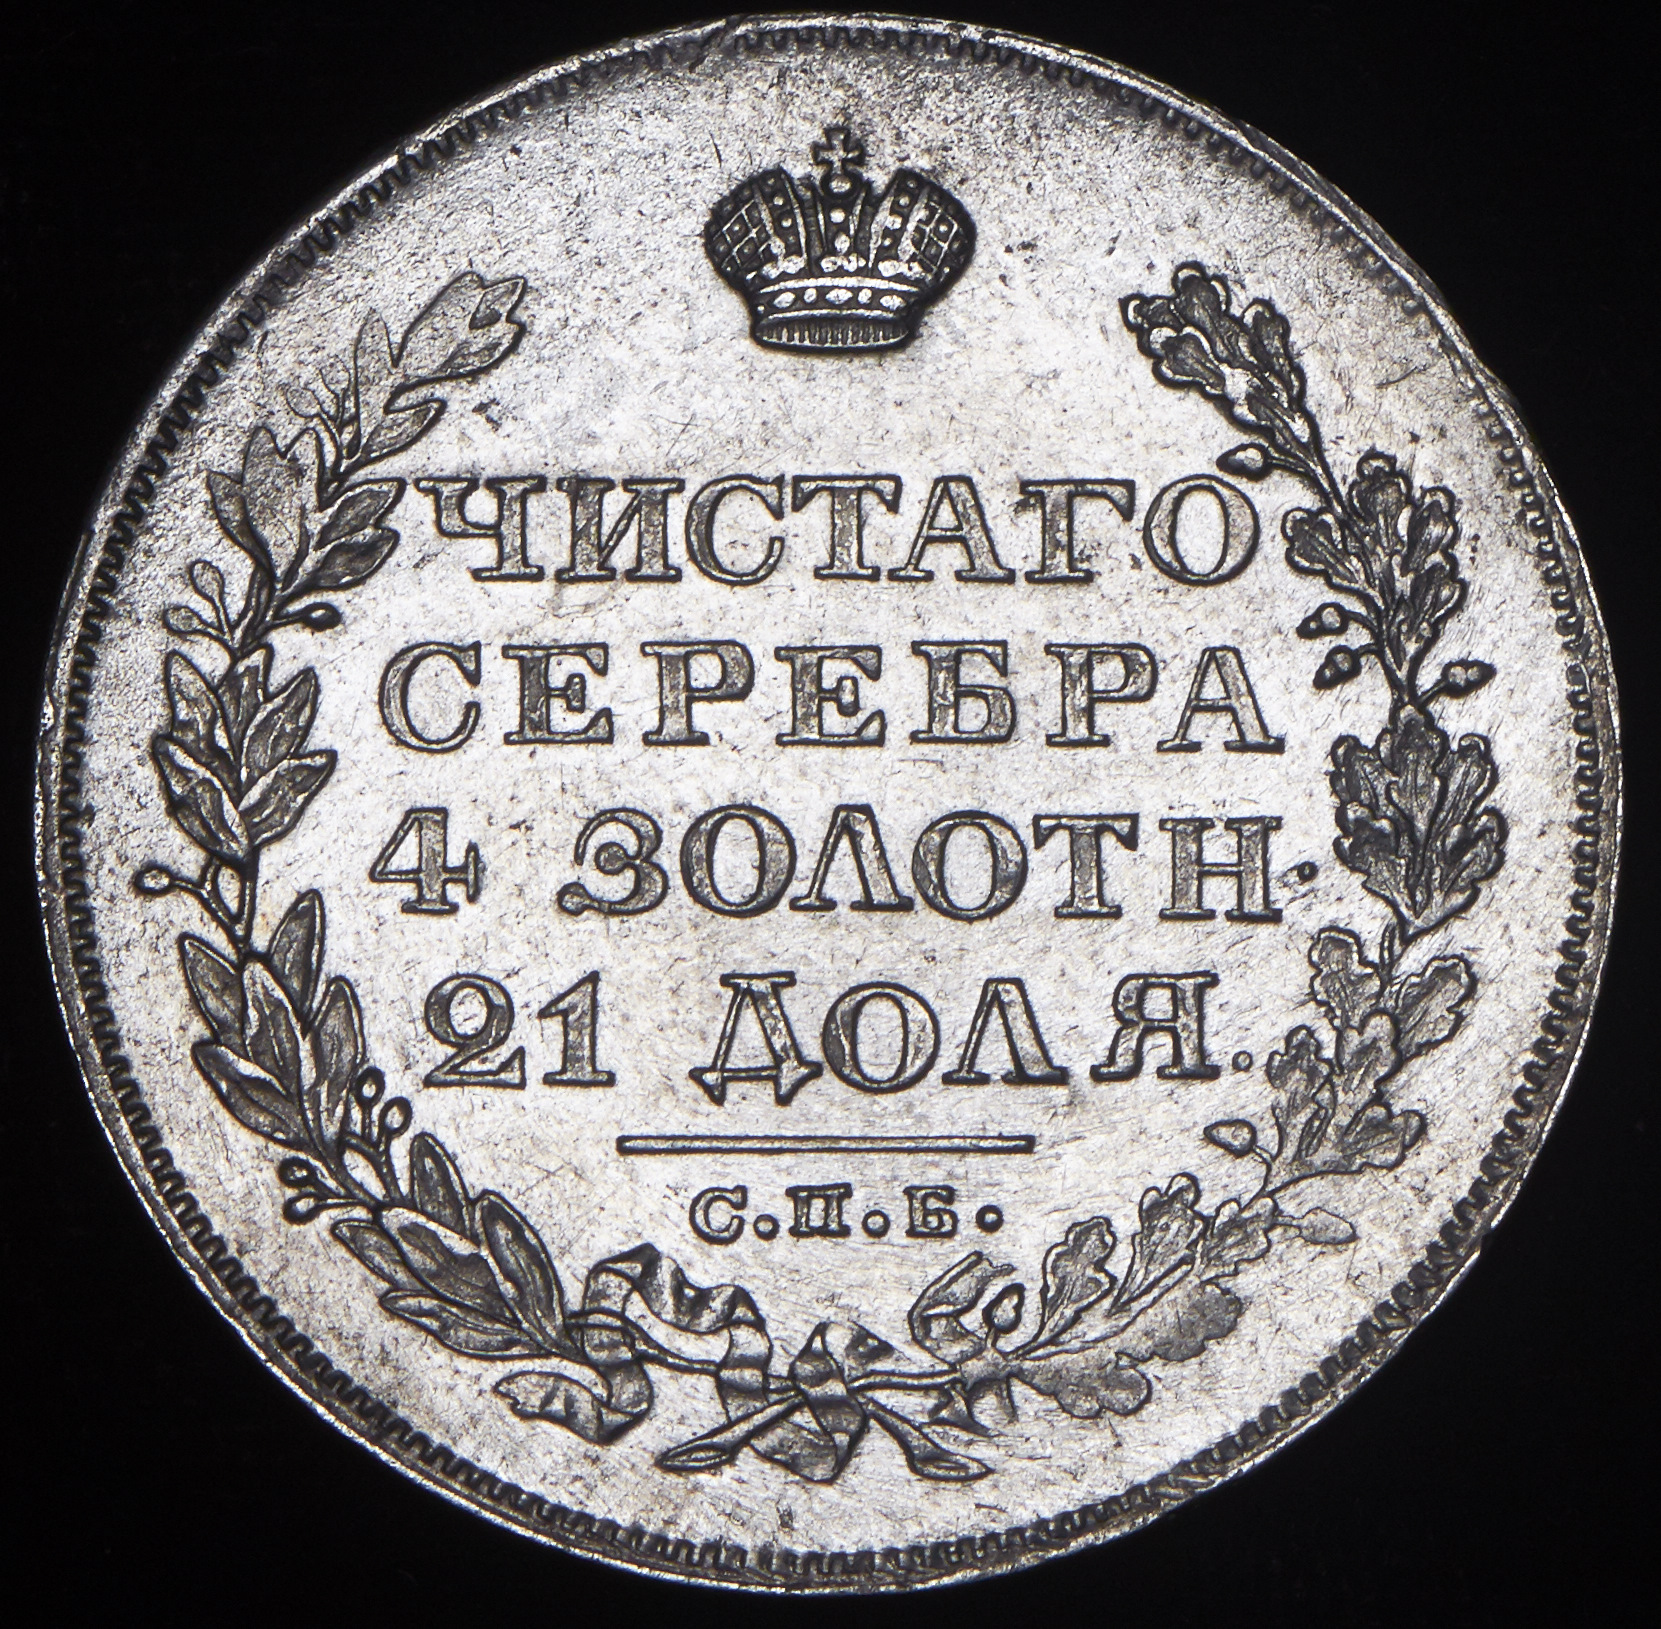 ЧИСТАГО
СЕРЕБРА
4 ЗОЛОТН.
21 ДОЛЯ.
С.П.Б.